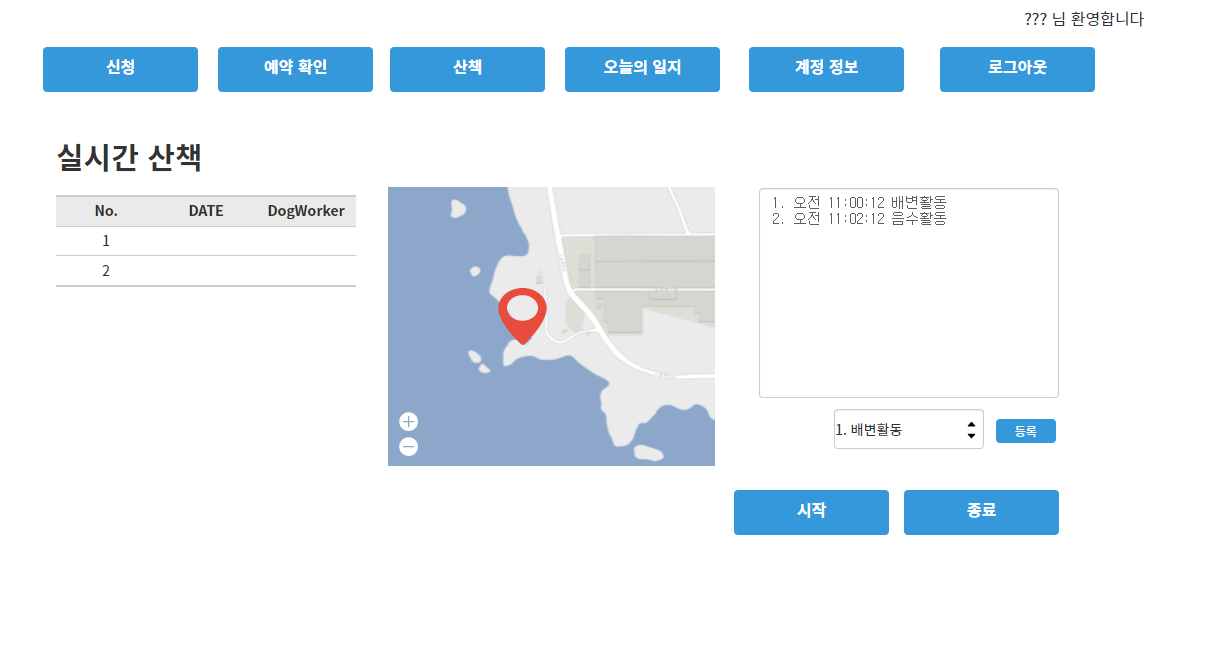 ??? 님 환영합니다
신청 예약 확인 산책 오늘의 일지 계정 정보 로그아웃
실시간 산책
No. DATE DogWorker
1
2
1. 오전 11:00:12 배변활동
2. 오전 11:02:12 음수활동
1. 배변활동 등록
시작 종료